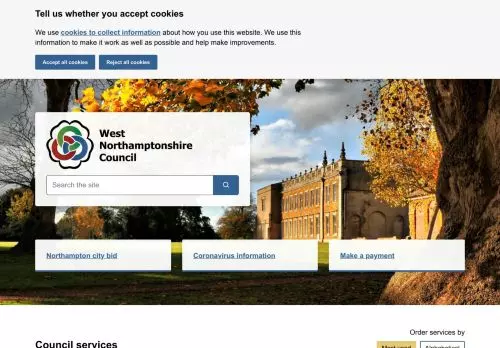 Tell us whether you accept cookies
We use cookies to collect information about how you use this website. We use
this information to make it work as well as possible and help make improvements.
Accept all cookies Reject all cookies
West
Northamptonshire
Council
Search the site
Northampton city bid Coronavirus information Make a payment
Order services by
Council services